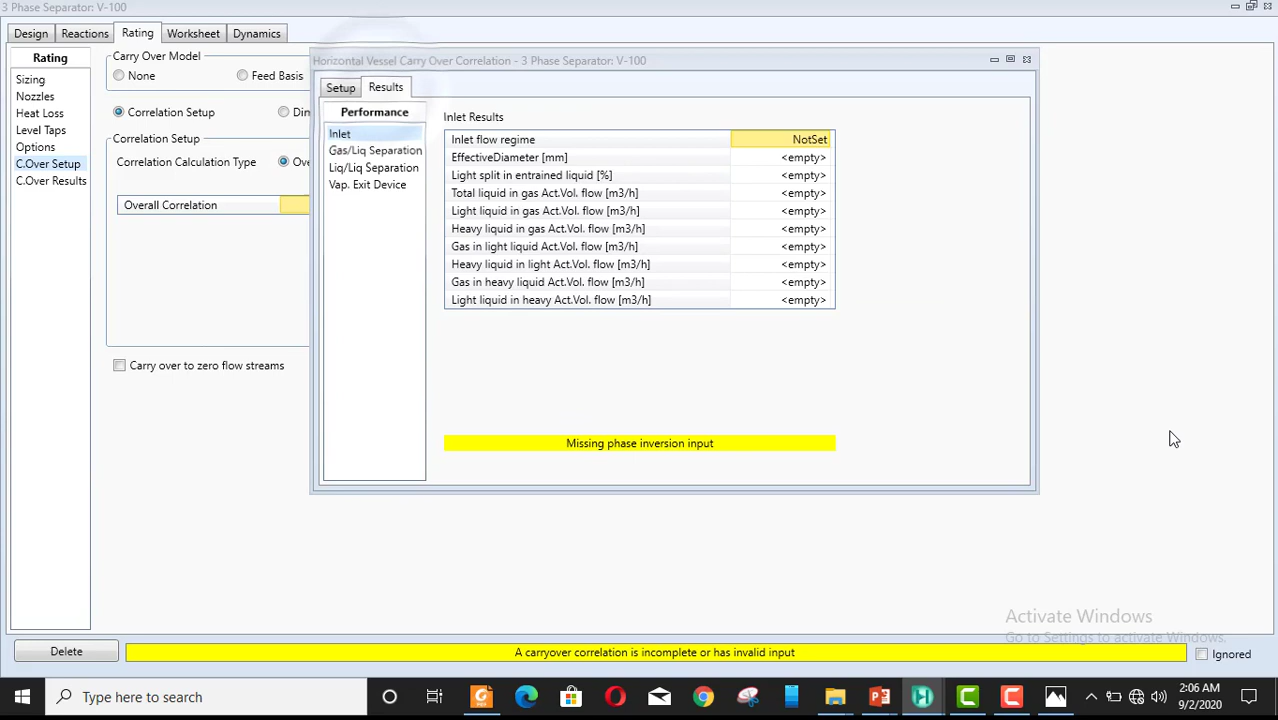 3 Phase Separator: V-100
Design
Reactions
Rating
Worksheet
Dynamics
Rating
Sizing
Nozzles
Heat Loss
Level Taps
Options
C.Over Setup
C.Over Results
Carry Over Model
None
Feed Basis
Correlation Setup
Correlation Setup
Correlation Calculation Type
Overall Correlation
Carry over to zero flow streams
Horizontal Vessel Carry Over Correlation - 3 Phase Separator: V-100
Setup
Results
Performance
Inlet
Gas/Liq Separation
Liq/Liq Separation
Vap. Exit Device
Inlet Results
Inlet flow regime NotSet
EffectiveDiameter [mm] <empty>
Light split in entrained liquid [%] <empty>
Total liquid in gas Act.Vol. flow [m3/h] <empty>
Light liquid in gas Act.Vol. flow [m3/h] <empty>
Heavy liquid in gas Act.Vol. flow [m3/h] <empty>
Gas in light liquid Act.Vol. flow [m3/h] <empty>
Heavy liquid in light Act.Vol. flow [m3/h] <empty>
Gas in heavy liquid Act.Vol. flow [m3/h] <empty>
Light liquid in heavy Act.Vol. flow [m3/h] <empty>
Missing phase inversion input
Activate Windows
Go to Settings to activate Windows.
Delete
A carryover correlation is incomplete or has invalid input
Ignored
Type here to search
2:06 AM
9/2/2020